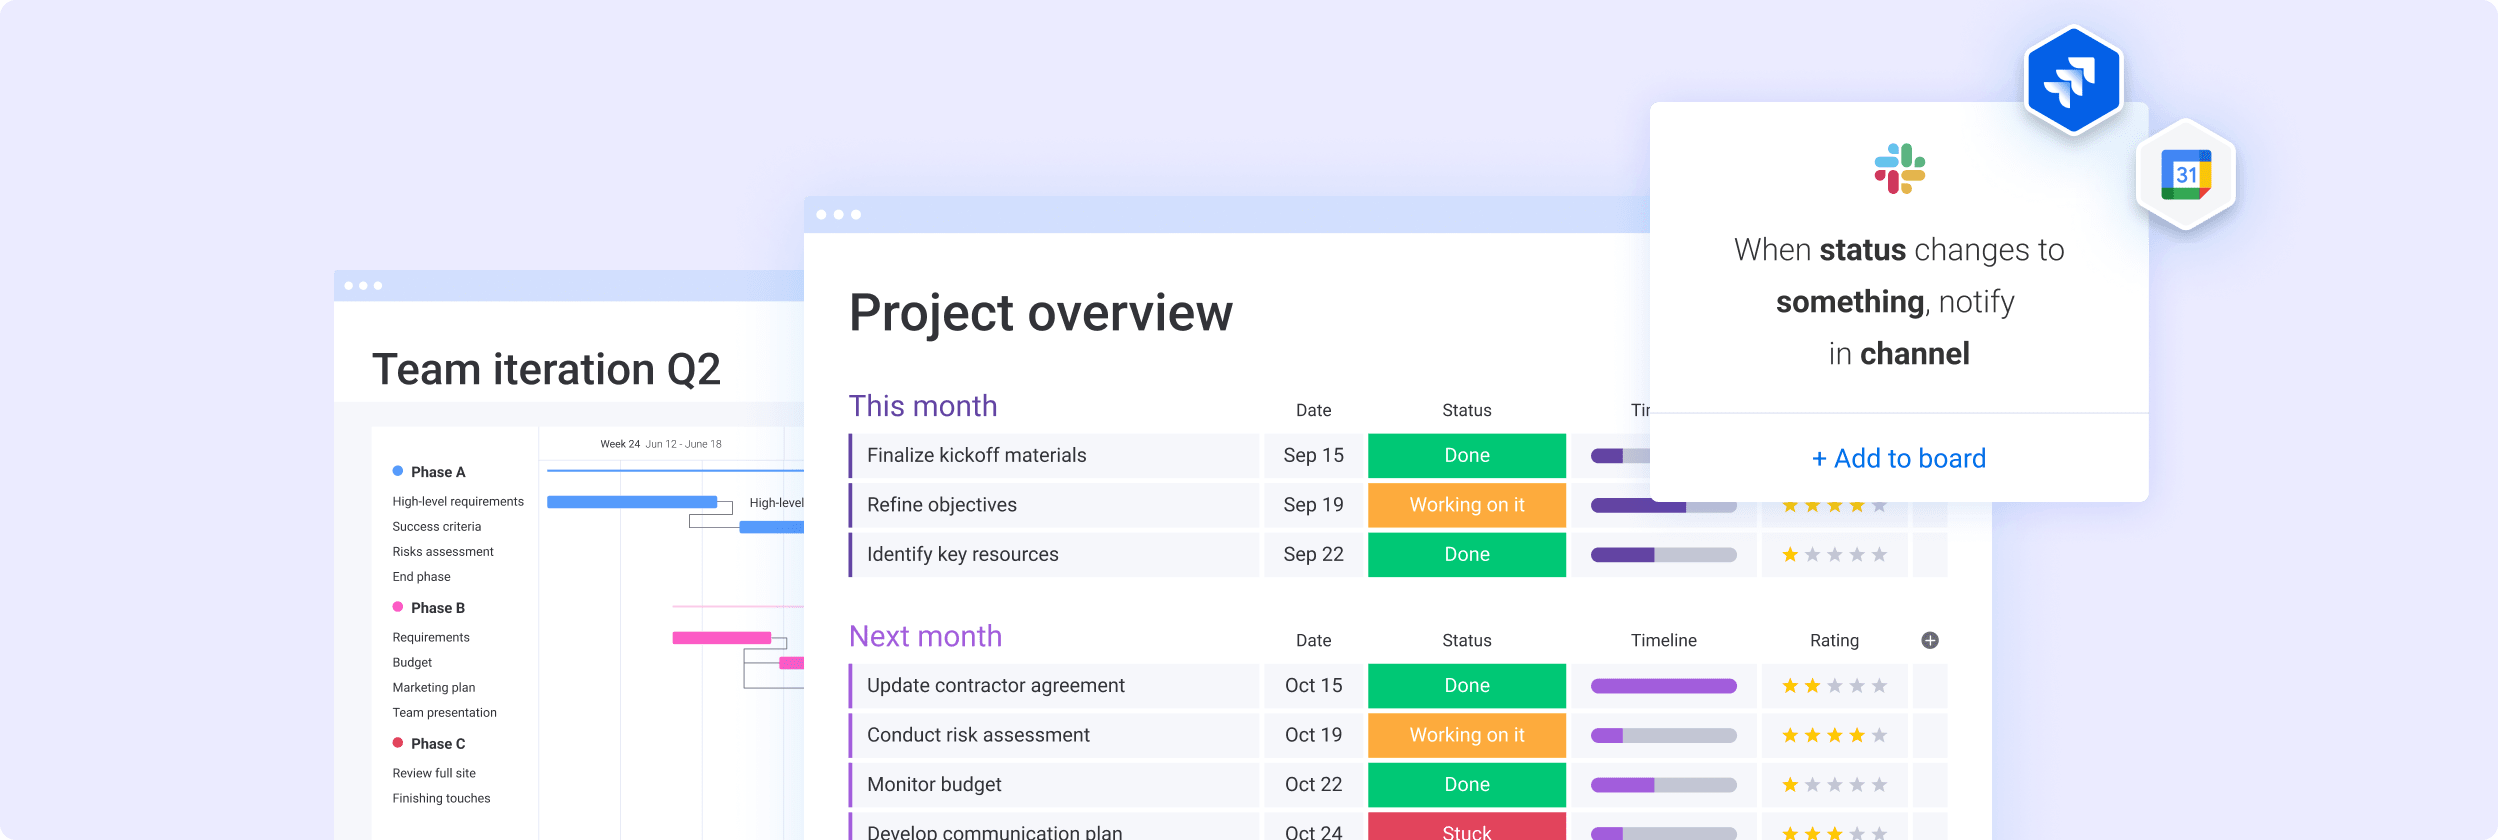 Team iteration Q2
Week 24 Jun 12 - June 18
Phase A
High-level requirements
High-level
Success criteria
Risks assessment
End phase
Phase B
Requirements
Budget
Marketing plan
Team presentation
Phase C
Review full site
Finishing touches
Project overview
This month Date Status
Finalize kickoff materials Sep 15 Done
Refine objectives Sep 19 Working on it
Identify key resources Sep 22 Done
Next month Date Status Timeline Rating
Update contractor agreement Oct 15 Done
Conduct risk assessment Oct 19 Working on it
Monitor budget Oct 22 Done
Develop communication plan Oct 24 Stuck
When status changes to
something, notify
in channel
+ Add to board
31